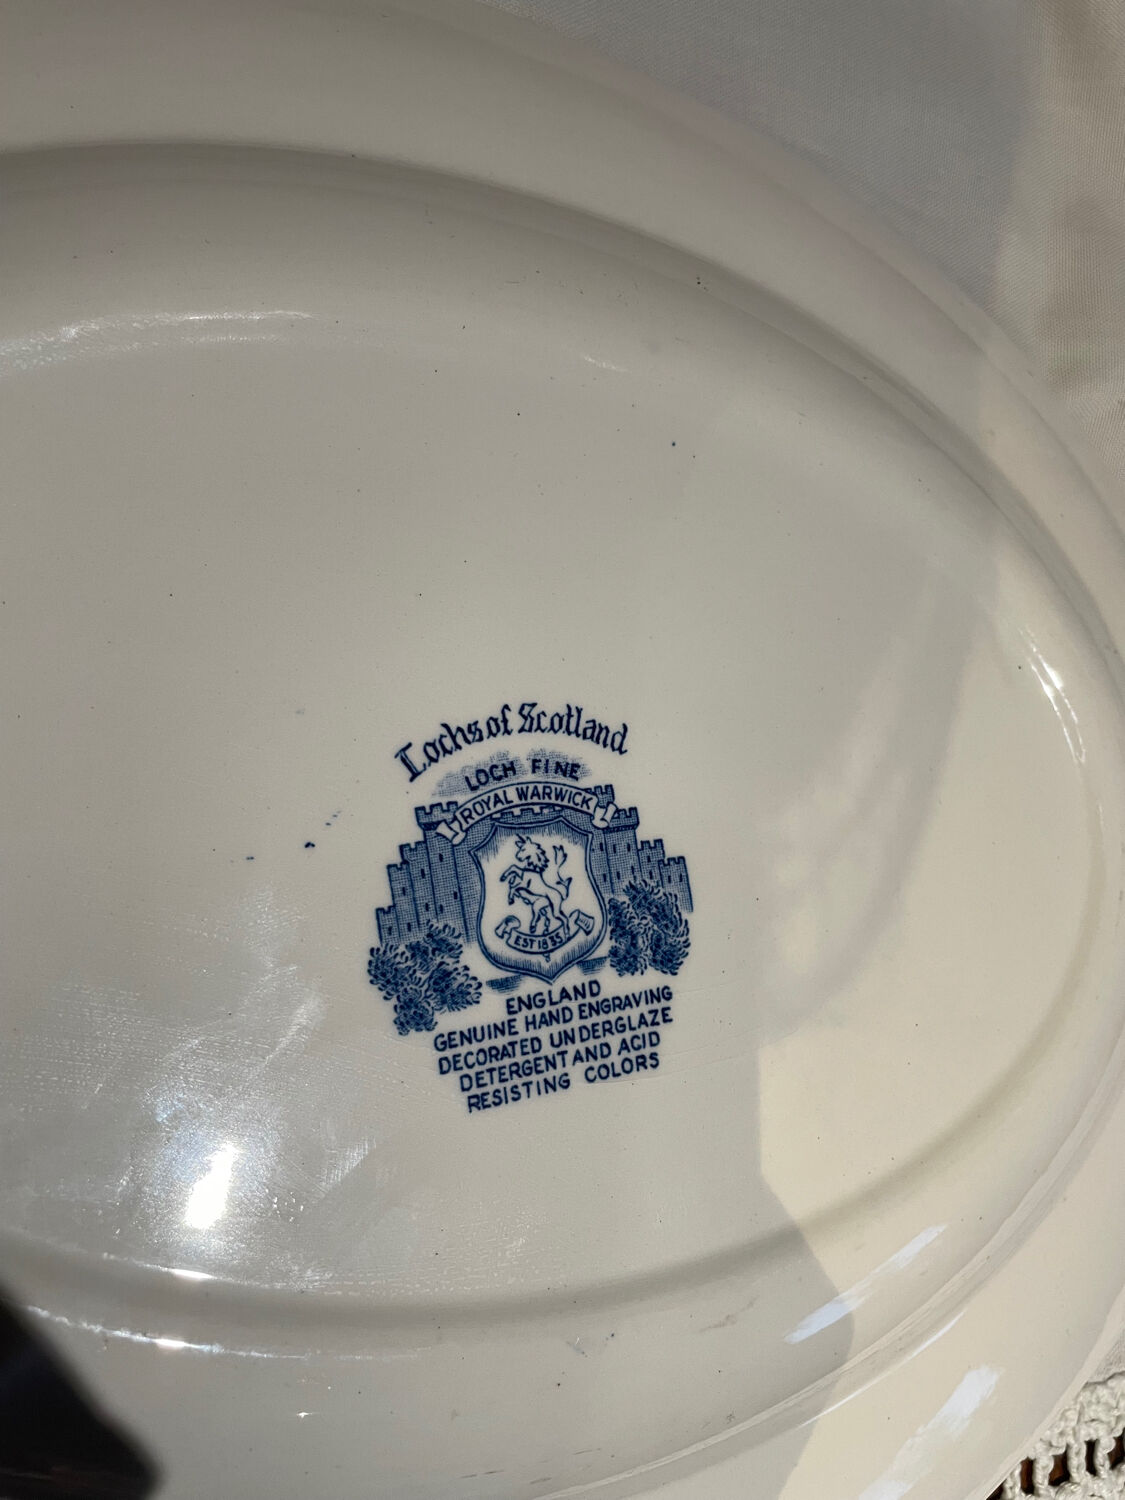 Lochs of Scotland
LOCH FINE
ROYAL WARWICK
EST 1835
ENGLAND
GENUINE HAND ENGRAVING
DECORATED UNDERGLAZE
DETERGENT AND ACID
RESISTING COLORS